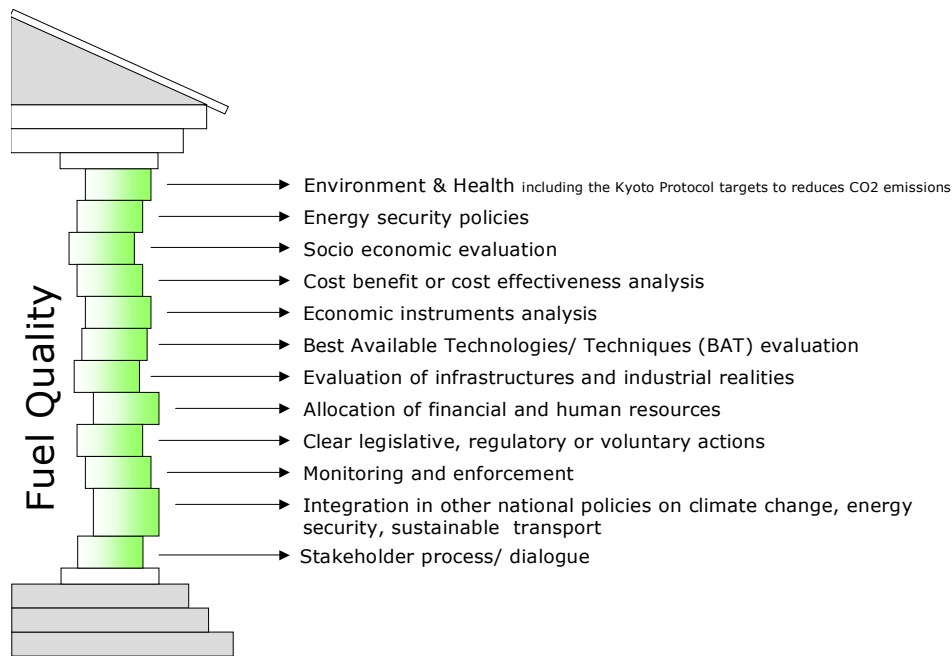 Fuel Quality
Environment & Health including the Kyoto Protocol targets to reduces CO2 emissions
Energy security policies
Socio economic evaluation
Cost benefit or cost effectiveness analysis
Economic instruments analysis
Best Available Technologies/ Techniques (BAT) evaluation
Evaluation of infrastructures and industrial realities
Allocation of financial and human resources
Clear legislative, regulatory or voluntary actions
Monitoring and enforcement
Integration in other national policies on climate change, energy
security, sustainable transport
Stakeholder process/ dialogue